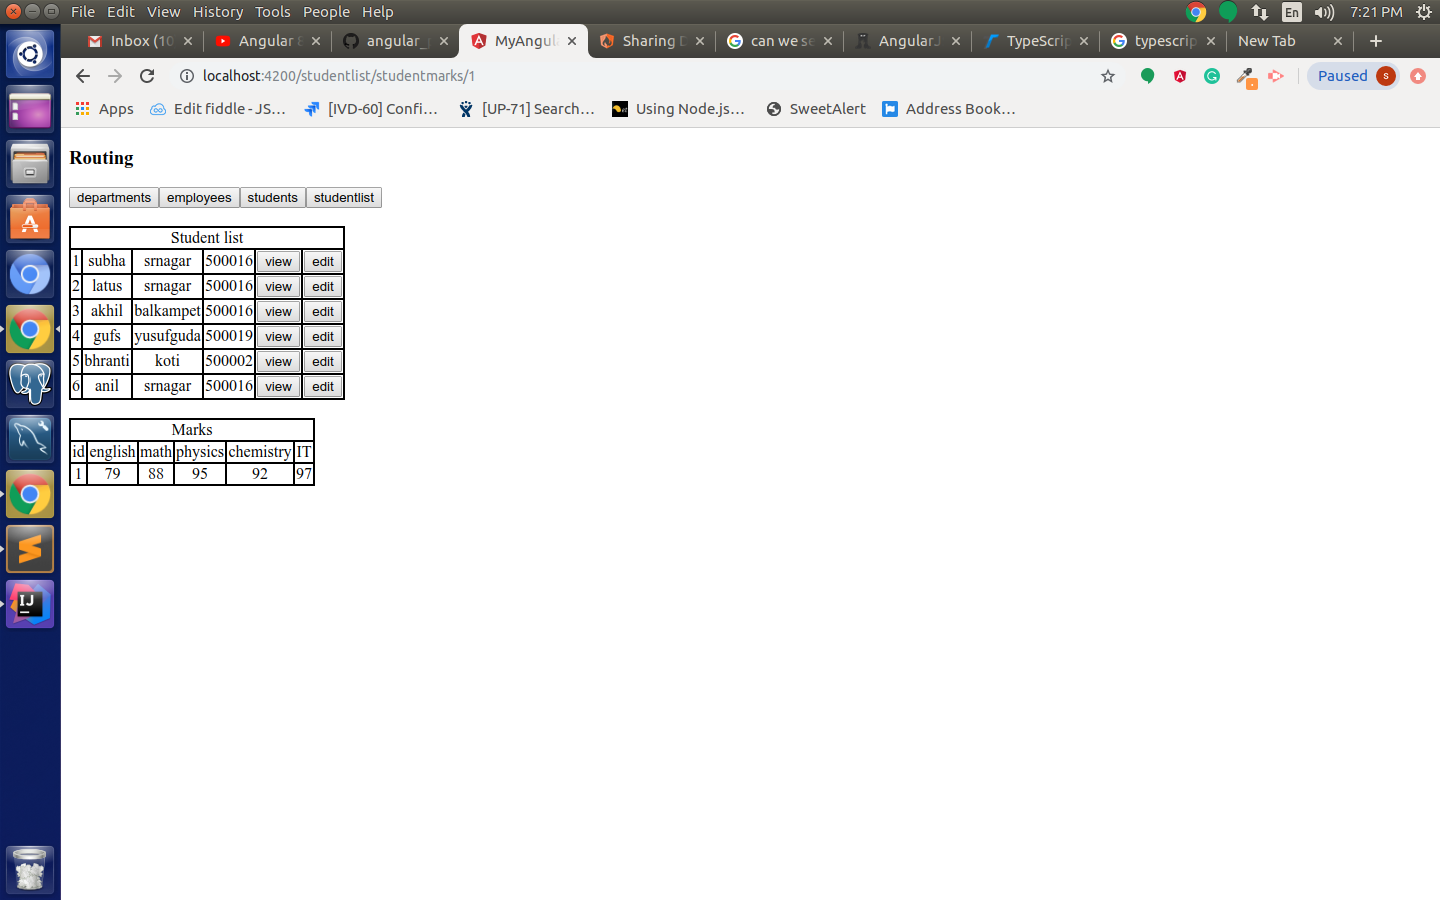 File Edit View History Tools People Help
En 7:21 PM
Inbox (10 Angular 8 angular_ MyAngul Sharing D can we se AngularJ TypeScrip typescrip New Tab
localhost:4200/studentlist/studentmarks/1 Paused s
Apps Edit fiddle - JS... [IVD-60] Confi... [UP-71] Search... Using Node.js... SweetAlert Address Book...
Routing
departments employees students studentlist
Student list
1 subha srnagar 500016 view edit
2 latus srnagar 500016 view edit
3 akhil balkampet 500016 view edit
4 gufs yusufguda 500019 view edit
5 bhranti koti 500002 view edit
6 anil srnagar 500016 view edit
Marks
id english math physics chemistry IT
1 79 88 95 92 97
IJ